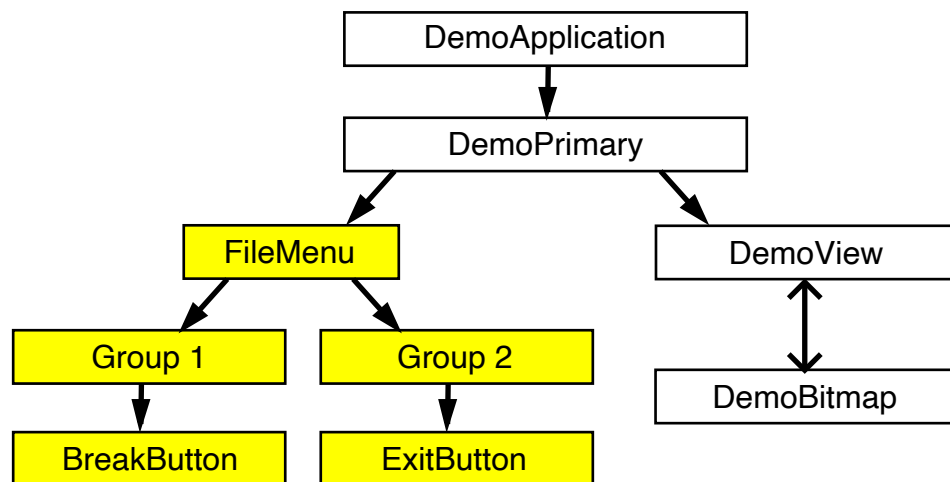 DemoApplication
DemoPrimary
FileMenu
DemoView
Group 1
Group 2
DemoBitmap
BreakButton
ExitButton